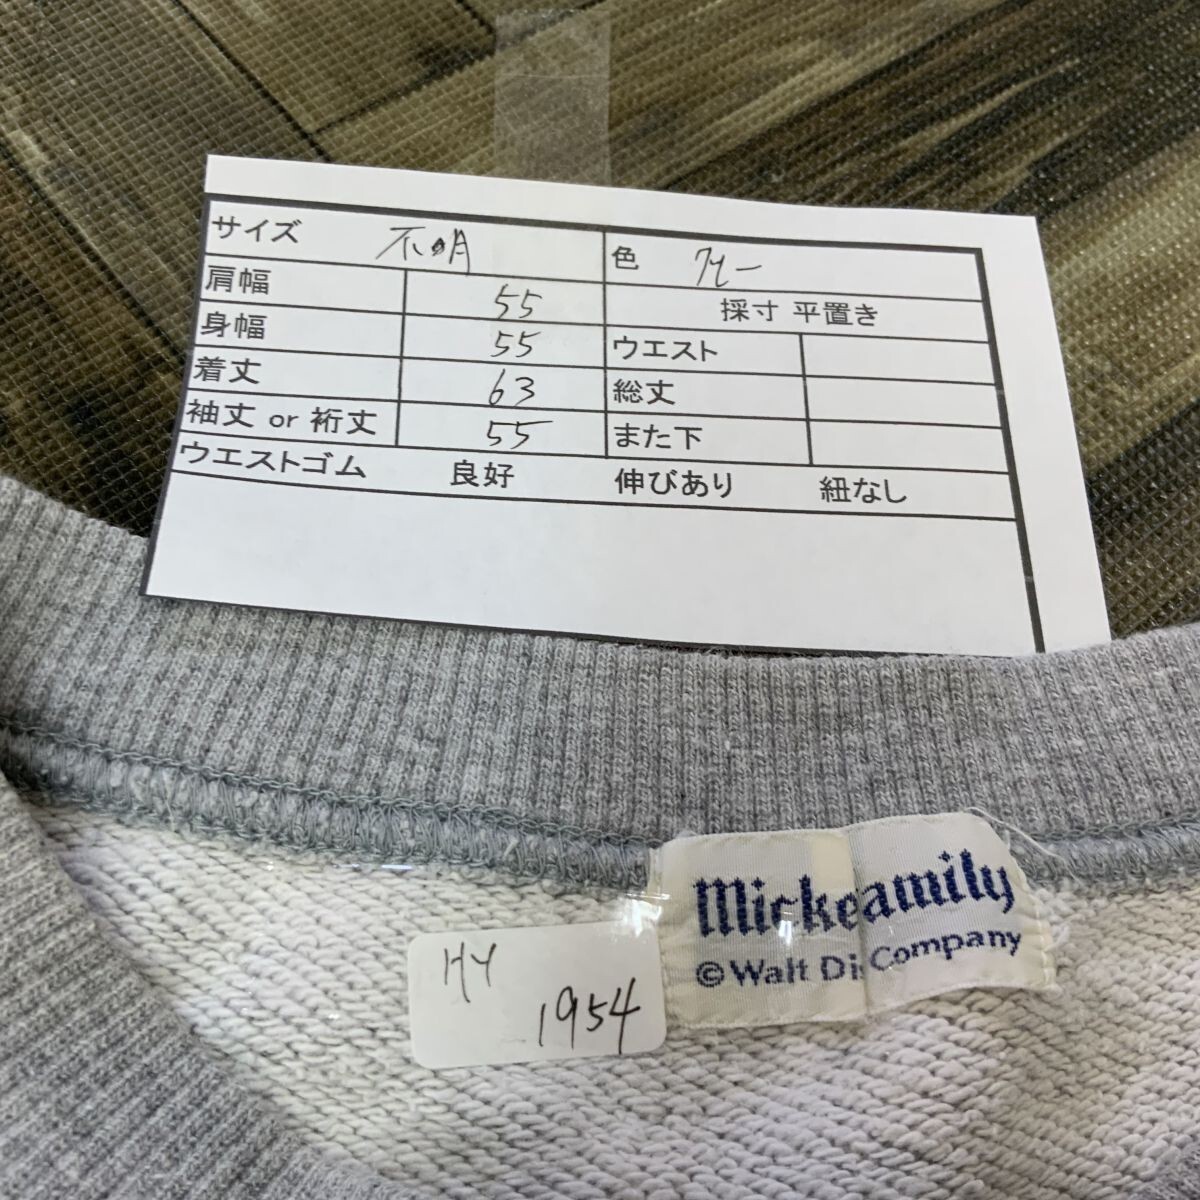 サイズ 不明
色 グレー
肩幅 55
採寸 平置き
身幅 55
ウエスト
着丈 63
総丈
袖丈 or 裄丈 55
また下
ウエストゴム 良好 伸びあり 紐なし
Micke amily
©Walt Dis Company
HY
1954